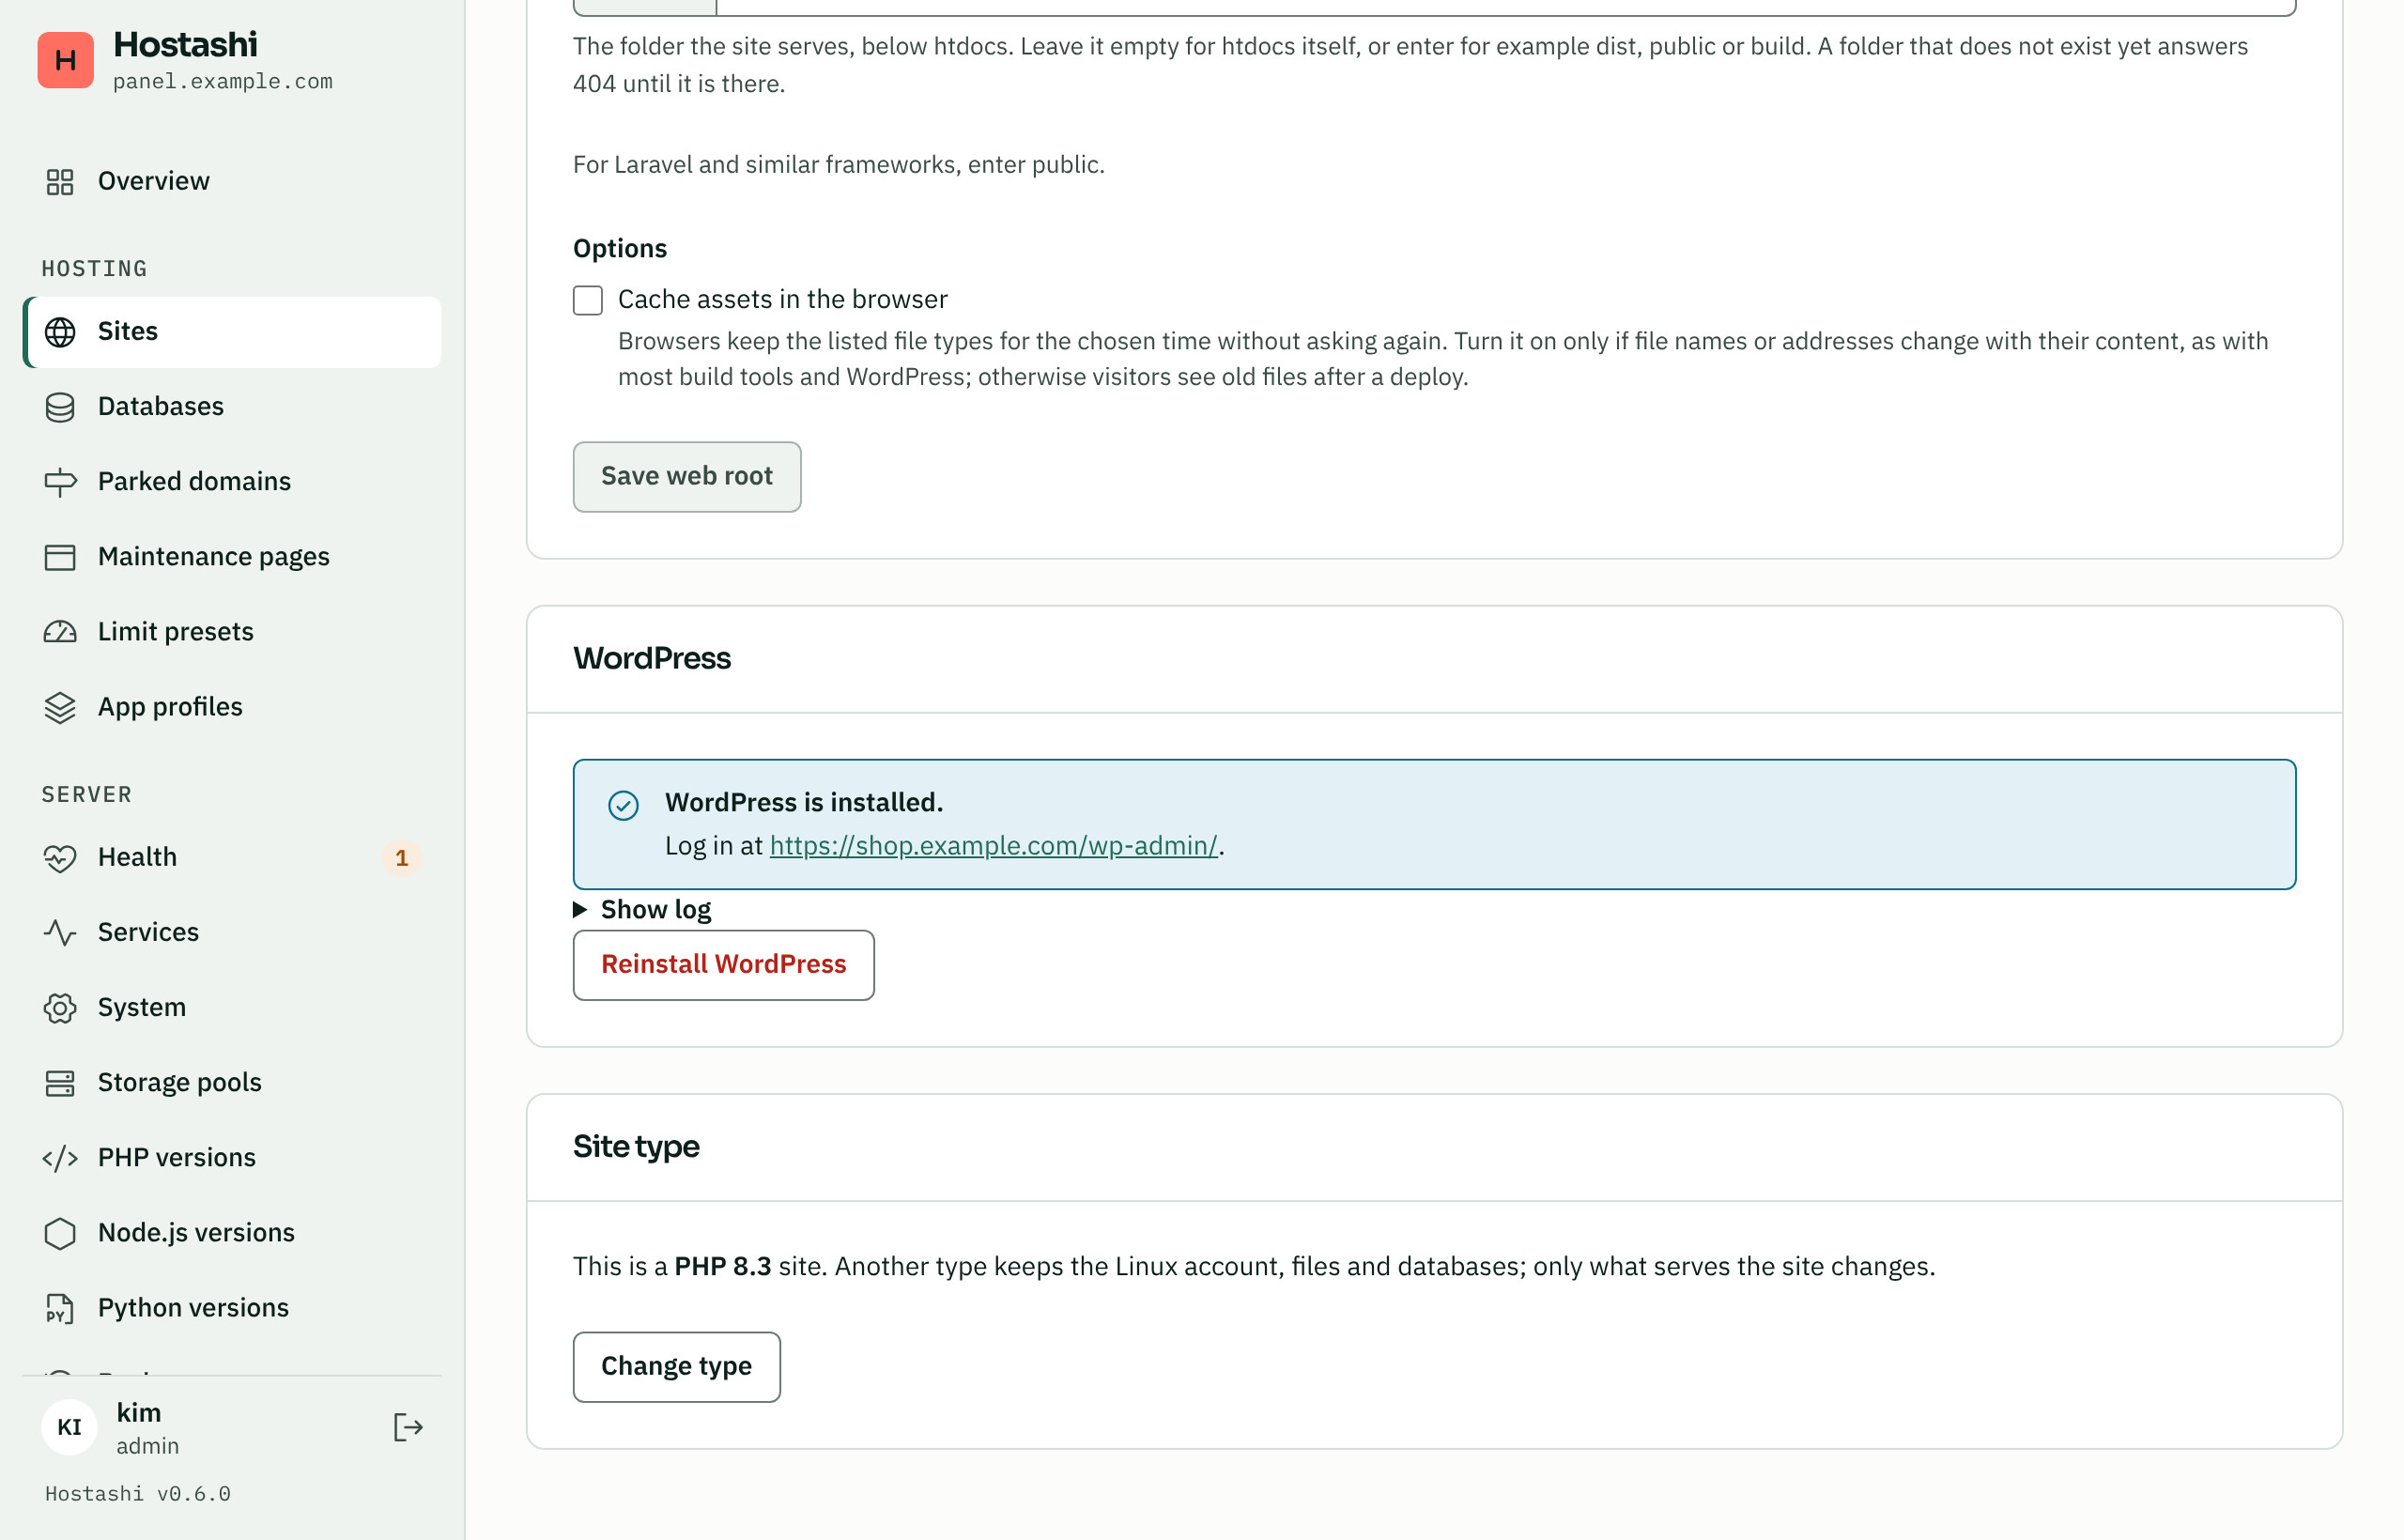 H
Hostashi
panel.example.com
Overview
HOSTING
Sites
Databases
Parked domains
Maintenance pages
Limit presets
App profiles
SERVER
Health 1
Services
System
Storage pools
PHP versions
Node.js versions
PY Python versions
KI
kim
admin
Hostashi v0.6.0
The folder the site serves, below htdocs. Leave it empty for htdocs itself, or enter for example dist, public or build. A folder that does not exist yet answers
404 until it is there.
For Laravel and similar frameworks, enter public.
Options
Cache assets in the browser
Browsers keep the listed file types for the chosen time without asking again. Turn it on only if file names or addresses change with their content, as with
most build tools and WordPress; otherwise visitors see old files after a deploy.
Save web root
WordPress
WordPress is installed.
Log in at https://shop.example.com/wp-admin/.
Show log
Reinstall WordPress
Site type
This is a PHP 8.3 site. Another type keeps the Linux account, files and databases; only what serves the site changes.
Change type